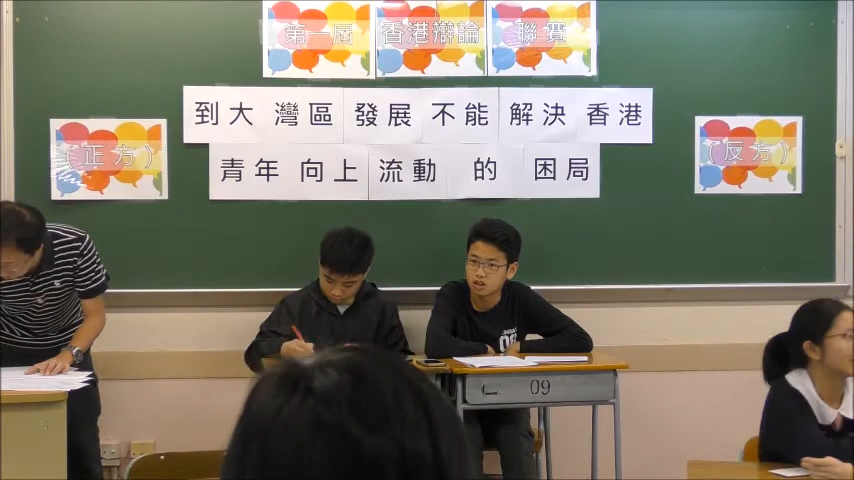 第一屆 香港辯論 聯賽
到大灣區發展不能解決香港
青年向上流動的困局
（正方）
（反方）
09